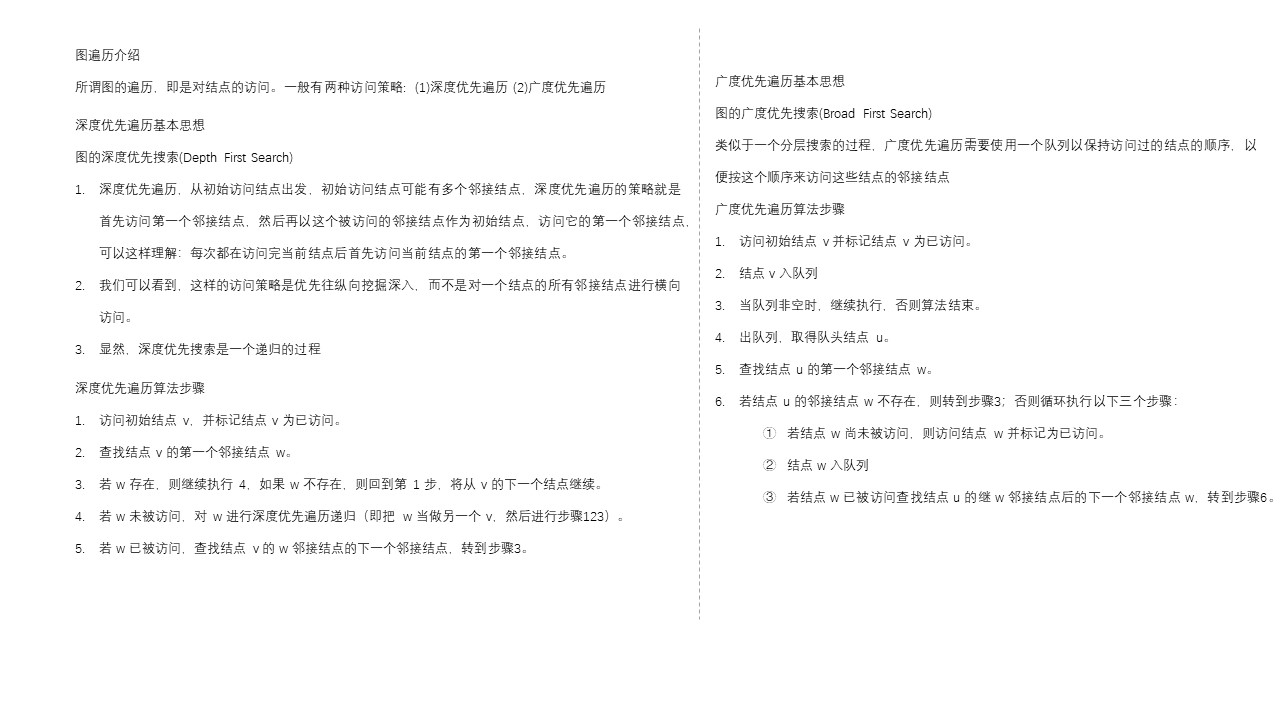 图遍历介绍
所谓图的遍历，即是对结点的访问。一般有两种访问策略: (1)深度优先遍历 (2)广度优先遍历
深度优先遍历基本思想
图的深度优先搜索(Depth First Search)
1. 深度优先遍历，从初始访问结点出发，初始访问结点可能有多个邻接结点，深度优先遍历的策略就是
首先访问第一个邻接结点，然后再以这个被访问的邻接结点作为初始结点，访问它的第一个邻接结点，
可以这样理解：每次都在访问完当前结点后首先访问当前结点的第一个邻接结点。
2. 我们可以看到，这样的访问策略是优先往纵向挖掘深入，而不是对一个结点的所有邻接结点进行横向
访问。
3. 显然，深度优先搜索是一个递归的过程
深度优先遍历算法步骤
1. 访问初始结点 v，并标记结点 v 为已访问。
2. 查找结点 v 的第一个邻接结点 w。
3. 若 w 存在，则继续执行 4，如果 w 不存在，则回到第 1 步，将从 v 的下一个结点继续。
4. 若 w 未被访问，对 w 进行深度优先遍历递归（即把 w 当做另一个 v，然后进行步骤123）。
5. 若 w 已被访问，查找结点 v 的 w 邻接结点的下一个邻接结点，转到步骤3。
广度优先遍历基本思想
图的广度优先搜索(Broad First Search)
类似于一个分层搜索的过程，广度优先遍历需要使用一个队列以保持访问过的结点的顺序，以
便按这个顺序来访问这些结点的邻接结点
广度优先遍历算法步骤
1. 访问初始结点 v 并标记结点 v 为已访问。
2. 结点 v 入队列
3. 当队列非空时，继续执行，否则算法结束。
4. 出队列，取得队头结点 u。
5. 查找结点 u 的第一个邻接结点 w。
6. 若结点 u 的邻接结点 w 不存在，则转到步骤3；否则循环执行以下三个步骤：
① 若结点 w 尚未被访问，则访问结点 w 并标记为已访问。
② 结点 w 入队列
③ 若结点 w 已被访问查找结点 u 的继 w 邻接结点后的下一个邻接结点 w，转到步骤6。